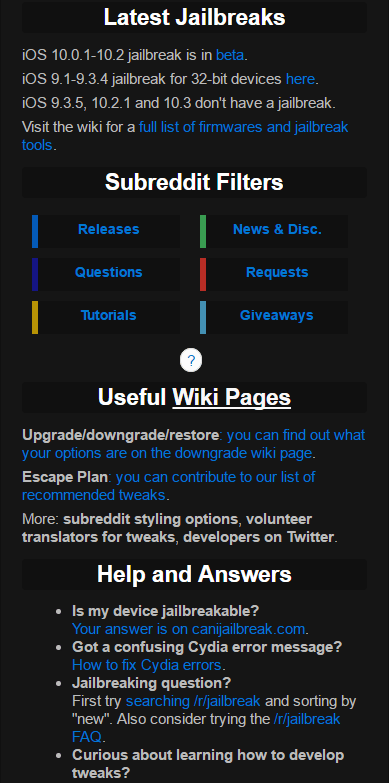 Latest Jailbreaks
iOS 10.0.1-10.2 jailbreak is in beta.
iOS 9.1-9.3.4 jailbreak for 32-bit devices here.
iOS 9.3.5, 10.2.1 and 10.3 don't have a jailbreak.
Visit the wiki for a full list of firmwares and jailbreak
tools.
Subreddit Filters
Releases
News & Disc.
Questions
Requests
Tutorials
Giveaways
?
Useful Wiki Pages
Upgrade/downgrade/restore: you can find out what
your options are on the downgrade wiki page.
Escape Plan: you can contribute to our list of
recommended tweaks.
More: subreddit styling options, volunteer
translators for tweaks, developers on Twitter.
Help and Answers
• Is my device jailbreakable?
Your answer is on canijailbreak.com.
• Got a confusing Cydia error message?
How to fix Cydia errors.
• Jailbreaking question?
First try searching /r/jailbreak and sorting by
"new". Also consider trying the /r/jailbreak
FAQ.
• Curious about learning how to develop
tweaks?